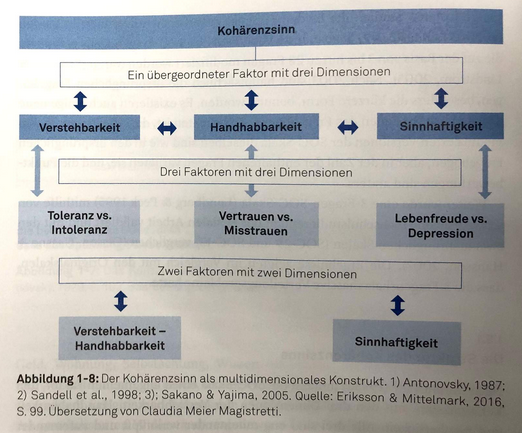 Kohärenzsinn
Ein übergeordneter Faktor mit drei Dimensionen
Verstehbarkeit
Handhabbarkeit
Sinnhaftigkeit
Drei Faktoren mit drei Dimensionen
Toleranz vs.
Intoleranz
Vertrauen vs.
Misstrauen
Lebenfreude vs.
Depression
Zwei Faktoren mit zwei Dimensionen
Verstehbarkeit –
Handhabbarkeit
Sinnhaftigkeit
Abbildung 1-8: Der Kohärenzsinn als multidimensionales Konstrukt. 1) Antonovsky, 1987;
2) Sandell et al., 1998; 3); Sakano & Yajima, 2005. Quelle: Eriksson & Mittelmark, 2016,
S. 99. Übersetzung von Claudia Meier Magistretti.